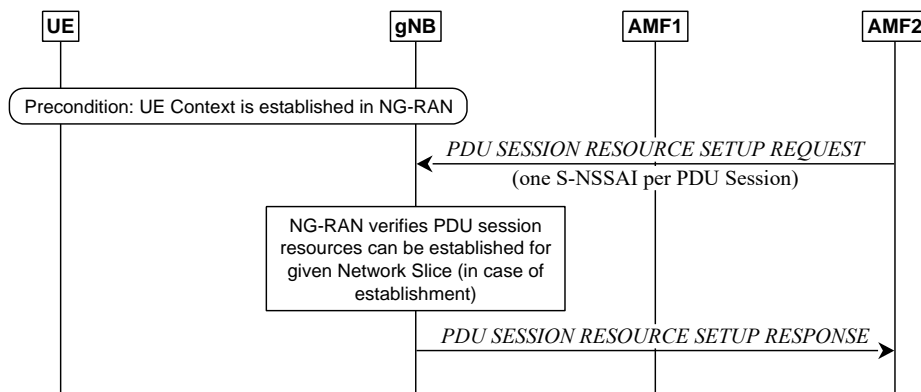 UE
gNB
AMF1
AMF2
Precondition: UE Context is established in NG-RAN
PDU SESSION RESOURCE SETUP REQUEST
(one S-NSSAI per PDU Session)
NG-RAN verifies PDU session
resources can be established for
given Network Slice (in case of
establishment)
PDU SESSION RESOURCE SETUP RESPONSE